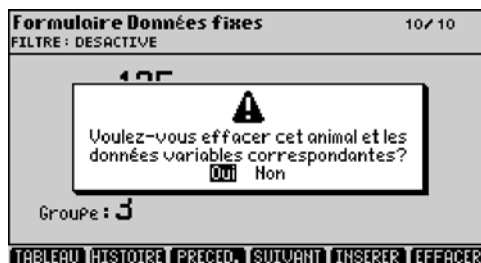 Formulaire Données fixes 10/10
FILTRE: DESACTIVE
Voulez-vous effacer cet animal et les
données variables correspondantes?
Oui Non
Groupe: 3
TABLEAU HISTOIRE PRECED. SUIVANT INSERER EFFACER